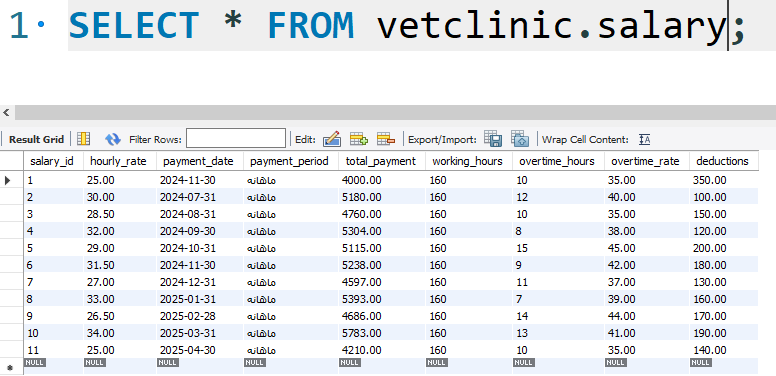 1 SELECT * FROM vetclinic.salary;
Result Grid Filter Rows: Edit: Export/Import: Wrap Cell Content:
salary_id hourly_rate payment_date payment_period total_payment working_hours overtime_hours overtime_rate deductions
1 25.00 2024-11-30 ماهانه 4000.00 160 10 35.00 350.00
2 30.00 2024-07-31 ماهانه 5180.00 160 12 40.00 100.00
3 28.50 2024-08-31 ماهانه 4760.00 160 10 35.00 150.00
4 32.00 2024-09-30 ماهانه 5304.00 160 8 38.00 120.00
5 29.00 2024-10-31 ماهانه 5115.00 160 15 45.00 200.00
6 31.50 2024-11-30 ماهانه 5238.00 160 9 42.00 180.00
7 27.00 2024-12-31 ماهانه 4597.00 160 11 37.00 130.00
8 33.00 2025-01-31 ماهانه 5393.00 160 7 39.00 160.00
9 26.50 2025-02-28 ماهانه 4686.00 160 14 44.00 170.00
10 34.00 2025-03-31 ماهانه 5783.00 160 13 41.00 190.00
11 25.00 2025-04-30 ماهانه 4210.00 160 10 35.00 140.00
NULL NULL NULL NULL NULL NULL NULL NULL NULL